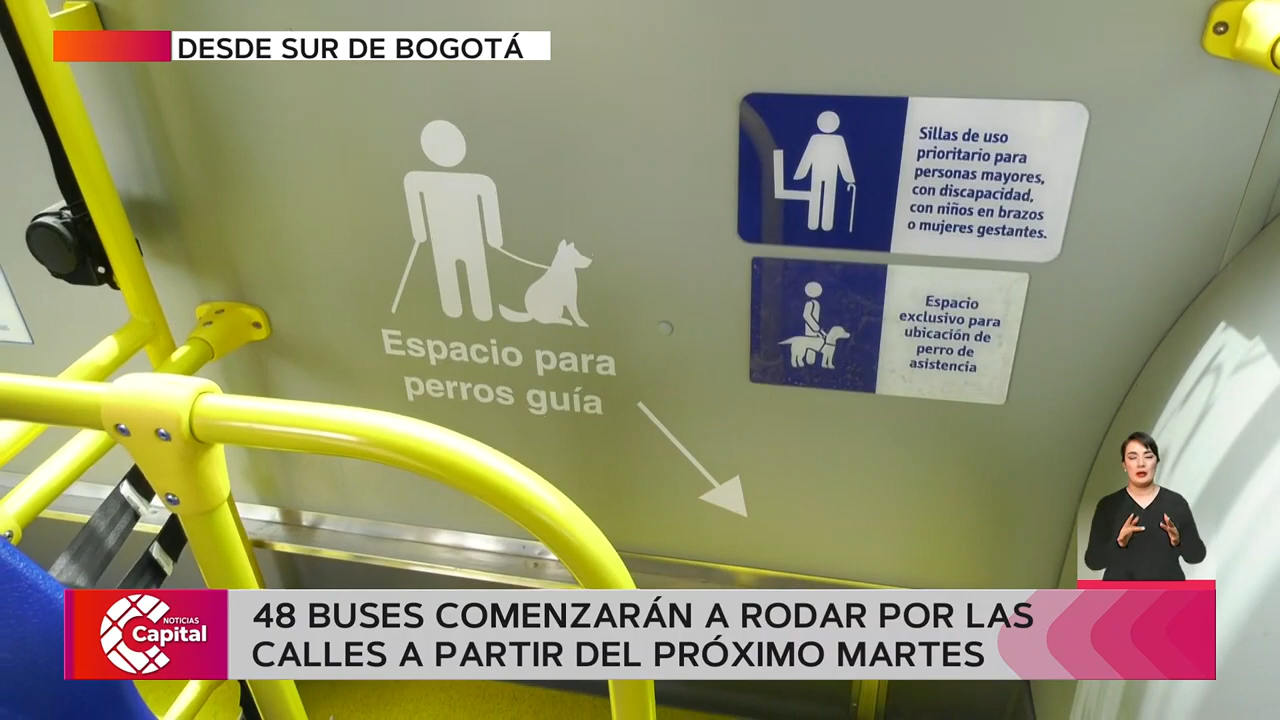 DESDE SUR DE BOGOTÁ
Sillas de uso
prioritario para
personas mayores,
con discapacidad,
con niños en brazos
o mujeres gestantes.
Espacio
exclusivo para
ubicación de
perro de
asistencia
Espacio para
perros guía
NOTICIAS
Capital
48 BUSES COMENZARÁN A RODAR POR LAS
CALLES A PARTIR DEL PRÓXIMO MARTES